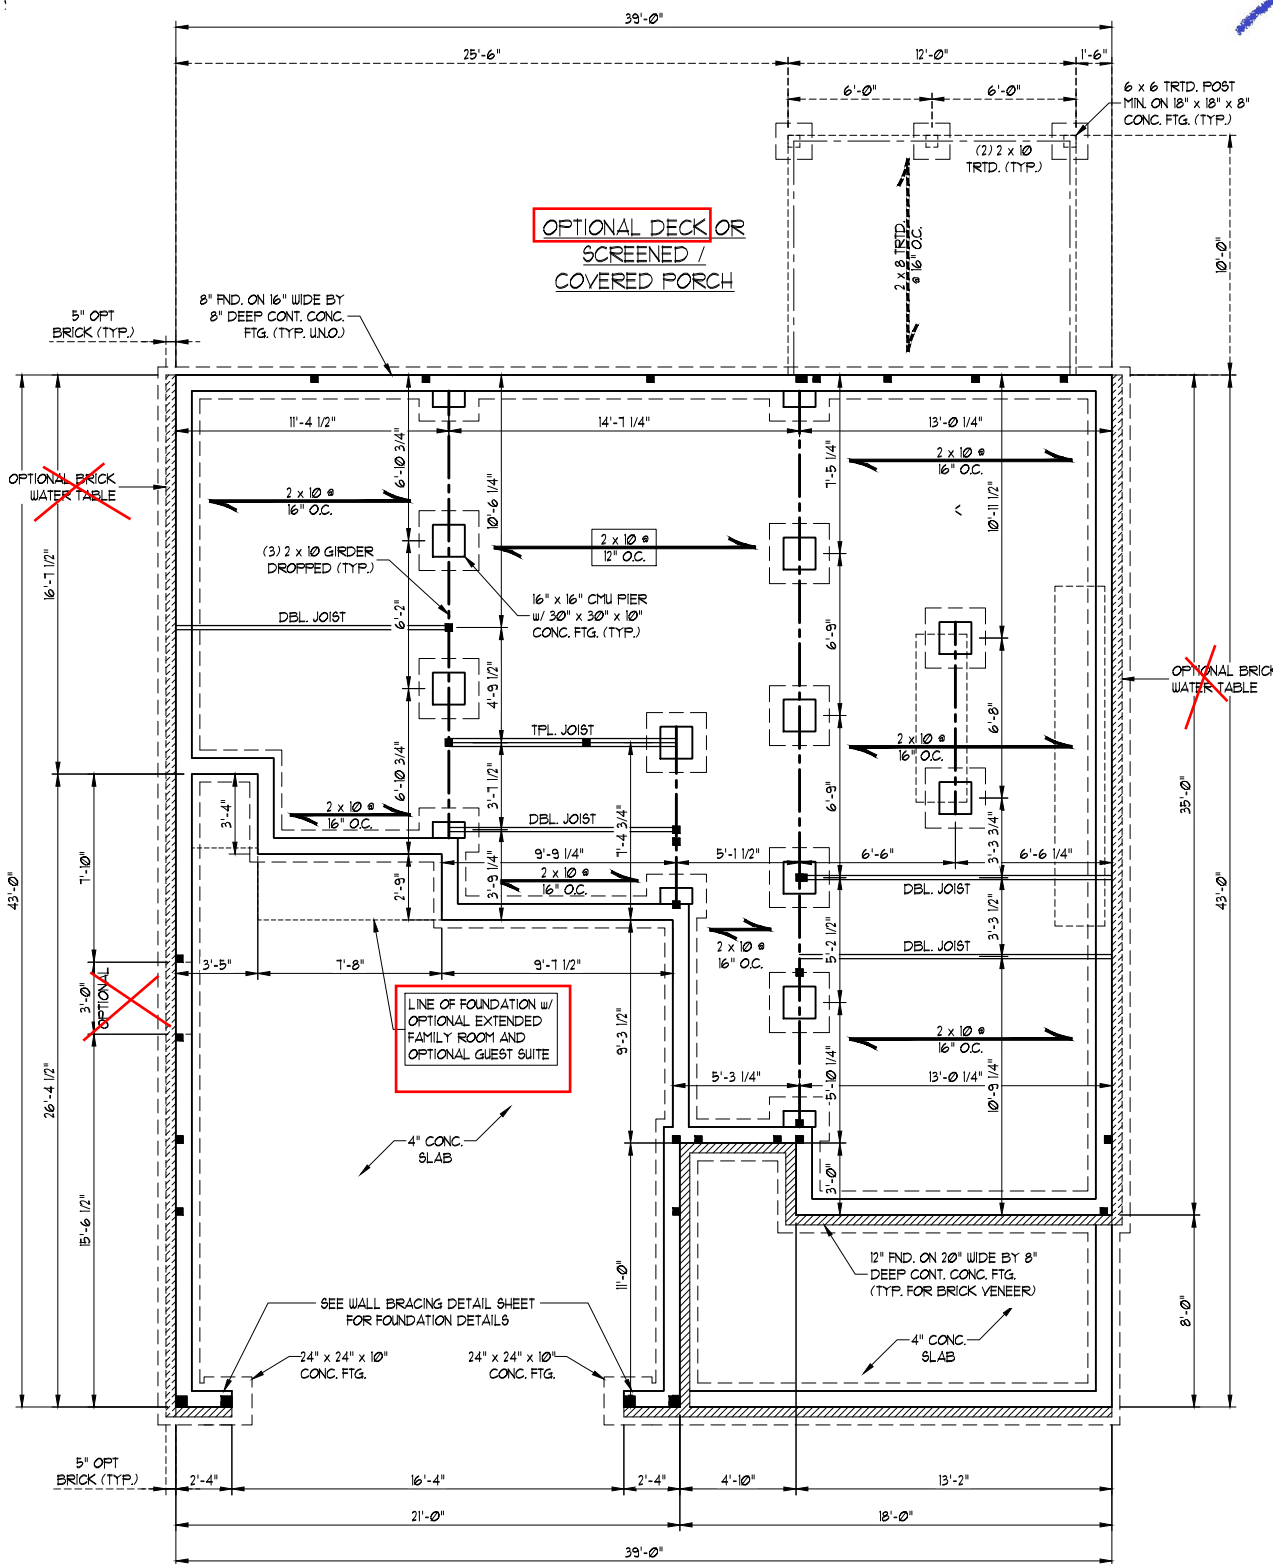 39'-0"
25'-6"
12'-0"
1'-6"
6'-0"
6'-0"
6 x 6 TRTD. POST
MIN. ON 18" x 18" x 8"
CONC. FTG. (TYP.)
(2) 2 x 10
TRTD. (TYP.)
OPTIONAL DECK OR
SCREENED /
COVERED PORCH
2 x 8 TRTD.
@ 16" O.C.
10'-0"
8" FND. ON 16" WIDE BY
8" DEEP CONT. CONC.
FTG. (TYP. U.N.O.)
5" OPT
BRICK (TYP.)
11'-4 1/2"
14'-7 1/4"
13'-0 1/4"
6'-10 3/4"
10'-6 1/4"
7'-5 1/4"
10'-11 1/2"
2 x 10 @
16" O.C.
OPTIONAL BRICK
WATER TABLE
2 x 10 @
16" O.C.
16'-7 1/2"
(3) 2 x 10 GIRDER
DROPPED (TYP.)
2 x 10 @
12" O.C.
16" x 16" CMU PIER
w/ 30" x 30" x 10"
CONC. FTG. (TYP.)
DBL. JOIST
6'-2"
6'-9"
4'-9 1/2"
6'-8"
OPTIONAL BRICK
WATER TABLE
TPL. JOIST
2 x 10 @
16" O.C.
6'-10 3/4"
3'-7 1/2"
6'-9"
35'-0"
3'-4"
2 x 10 @
16" O.C.
DBL. JOIST
7'-4 3/4"
3'-3 3/4"
9'-9 1/4"
5'-1 1/2"
6'-6"
6'-6 1/4"
7'-10"
43'-0"
2'-9"
3'-9 1/4"
2 x 10 @
16" O.C.
DBL. JOIST
43'-0"
3'-3 1/2"
5'-2 1/2"
2 x 10 @
16" O.C.
DBL. JOIST
3'-5"
7'-8"
9'-7 1/2"
3'-0"
OPTIONAL
LINE OF FOUNDATION w/
OPTIONAL EXTENDED
FAMILY ROOM AND
OPTIONAL GUEST SUITE
9'-3 1/2"
2 x 10 @
16" O.C.
26'-4 1/2"
5'-3 1/4"
13'-0 1/4"
5'-10 1/4"
10'-9 1/4"
4" CONC.
SLAB
3'-0"
15'-6 1/2"
11'-0"
12" FND. ON 20" WIDE BY 8"
DEEP CONT. CONC. FTG.
(TYP. FOR BRICK VENEER)
SEE WALL BRACING DETAIL SHEET
FOR FOUNDATION DETAILS
8'-0"
4" CONC.
SLAB
24" x 24" x 10"
CONC. FTG.
24" x 24" x 10"
CONC. FTG.
5" OPT
BRICK (TYP.)
2'-4"
16'-4"
2'-4"
4'-10"
13'-2"
21'-0"
18'-0"
39'-0"